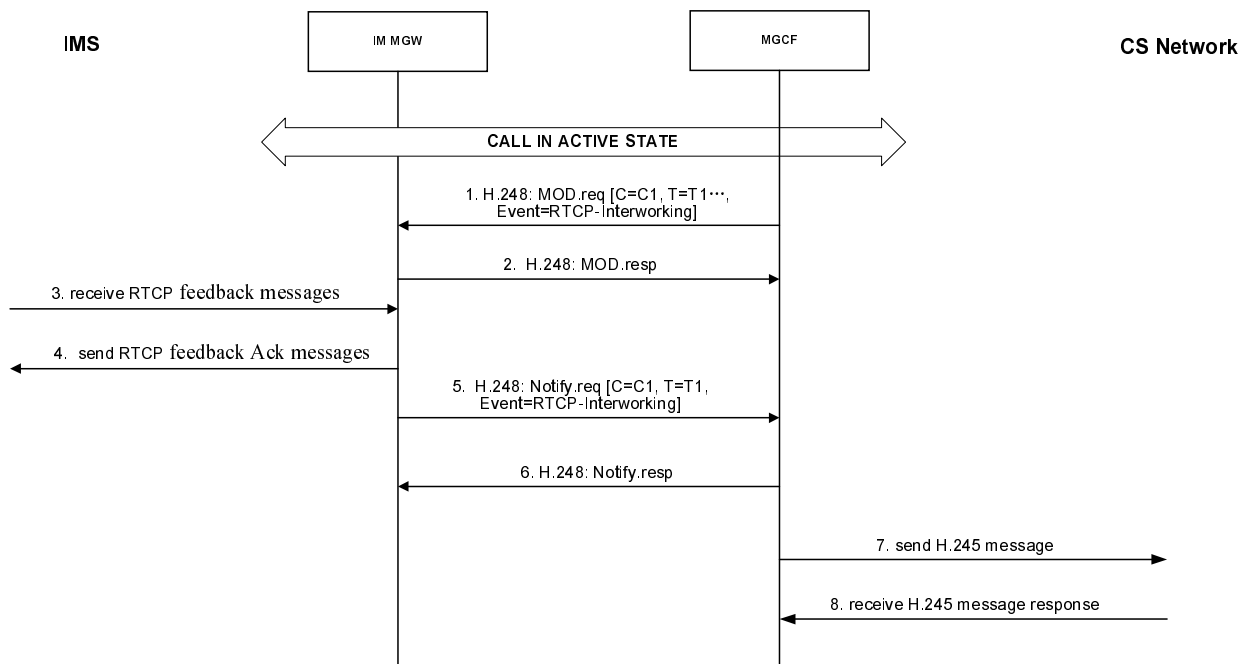 IMS
IM MGW
MGCF
CS Network
CALL IN ACTIVE STATE
1. H.248: MOD.req [C=C1, T=T1⋯,
Event=RTCP-Interworking]
2. H.248: MOD.resp
3. receive RTCP feedback messages
4. send RTCP feedback Ack messages
5. H.248: Notify.req [C=C1, T=T1,
Event=RTCP-Interworking]
6. H.248: Notify.resp
7. send H.245 message
8. receive H.245 message response